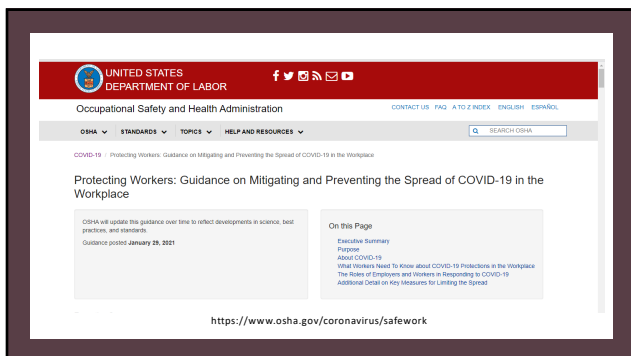 UNITED STATES
DEPARTMENT OF LABOR
Occupational Safety and Health Administration
CONTACT US FAQ A TO Z INDEX ENGLISH ESPAÑOL
OSHA STANDARDS TOPICS HELP AND RESOURCES
SEARCH OSHA
COVID-19 / Protecting Workers: Guidance on Mitigating and Preventing the Spread of COVID-19 in the Workplace
Protecting Workers: Guidance on Mitigating and Preventing the Spread of COVID-19 in the
Workplace
OSHA will update this guidance over time to reflect developments in science, best
practices, and standards.
Guidance posted January 29, 2021
On this Page
Executive Summary
Purpose
About COVID-19
What Workers Need To Know about COVID-19 Protections in the Workplace
The Roles of Employers and Workers in Responding to COVID-19
Additional Detail on Key Measures for Limiting the Spread
https://www.osha.gov/coronavirus/safework